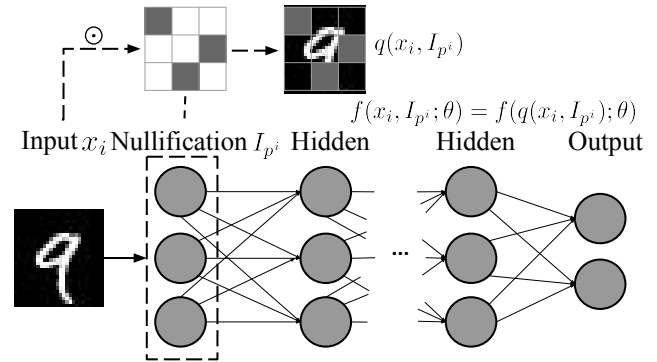 ⊙
q(x_i, I_{p^i})
f(x_i, I_{p^i}; θ) = f(q(x_i, I_{p^i}); θ)
Input x_i Nullification I_{p^i} Hidden Hidden Output
...